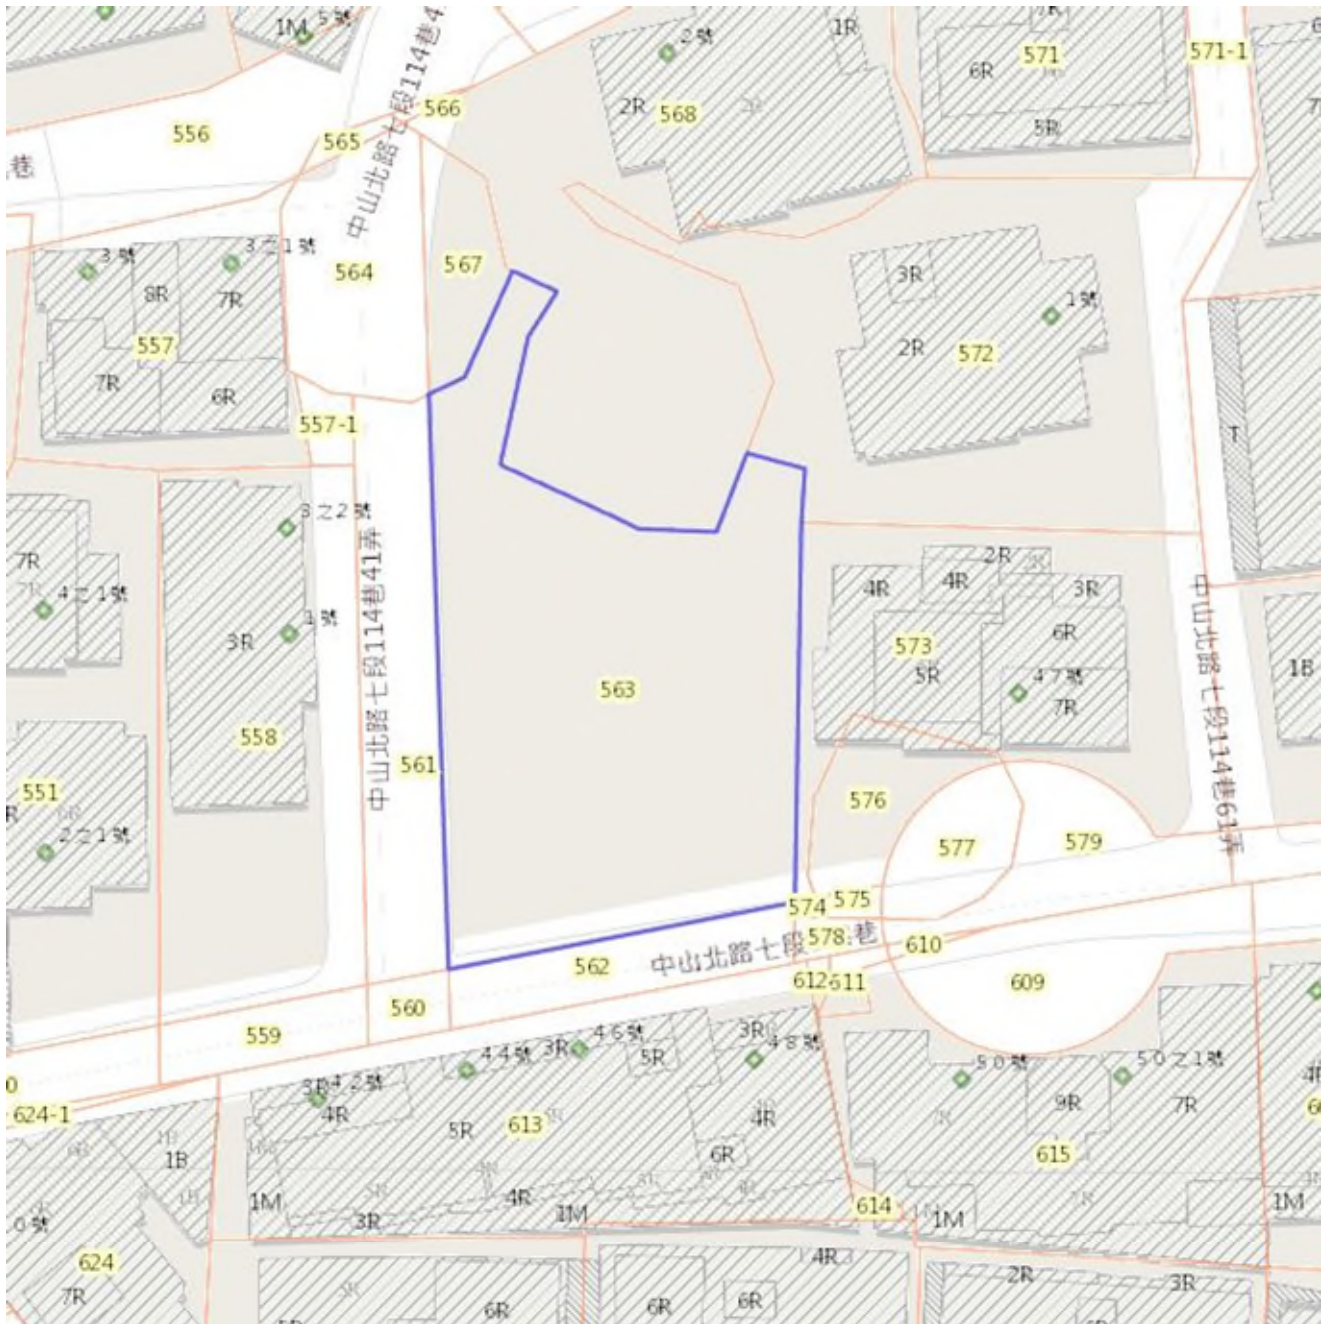 1M
5號
2號
1R
7R
571
571-1
6R
2R
568
5R
566
556
565
中山北路七段114巷4
巷
567
564
3號
3之1號
8R
7R
557
7R
6R
3R
1號
2R
572
557-1
T
3之2號
中山北路七段114巷41弄
7R
4之1號
3R
2R
4R
4R
3R
573
6R
5R
47號
7R
1B
中山北路七段114巷61弄
563
558
561
551
2之1號
576
577
579
574
575
578
巷
610
中山北路七段
562
612
611
609
560
559
624-1
3R
42號
4R
44號
3R
46號
5R
3R
48號
50號
50之1號
4R
9R
7R
5R
613
6R
615
1B
1M
4R
3R
1M
614
1M
1M
624
7R
6R
6R
6R
4R
2R
3R